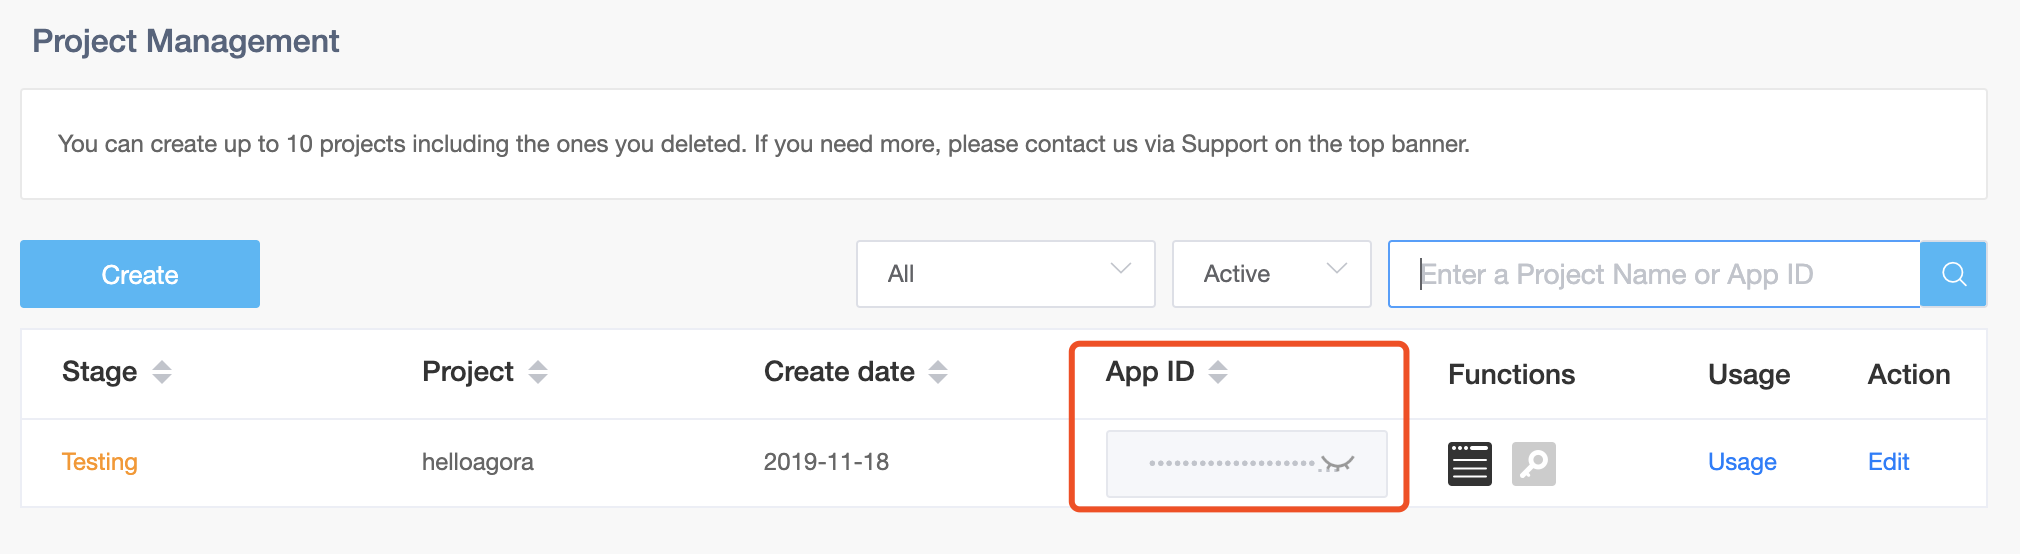 Project Management
You can create up to 10 projects including the ones you deleted. If you need more, please contact us via Support on the top banner.
Create
All
Active
Enter a Project Name or App ID
Stage Project Create date App ID Functions Usage Action
Testing helloagora 2019-11-18 Usage Edit